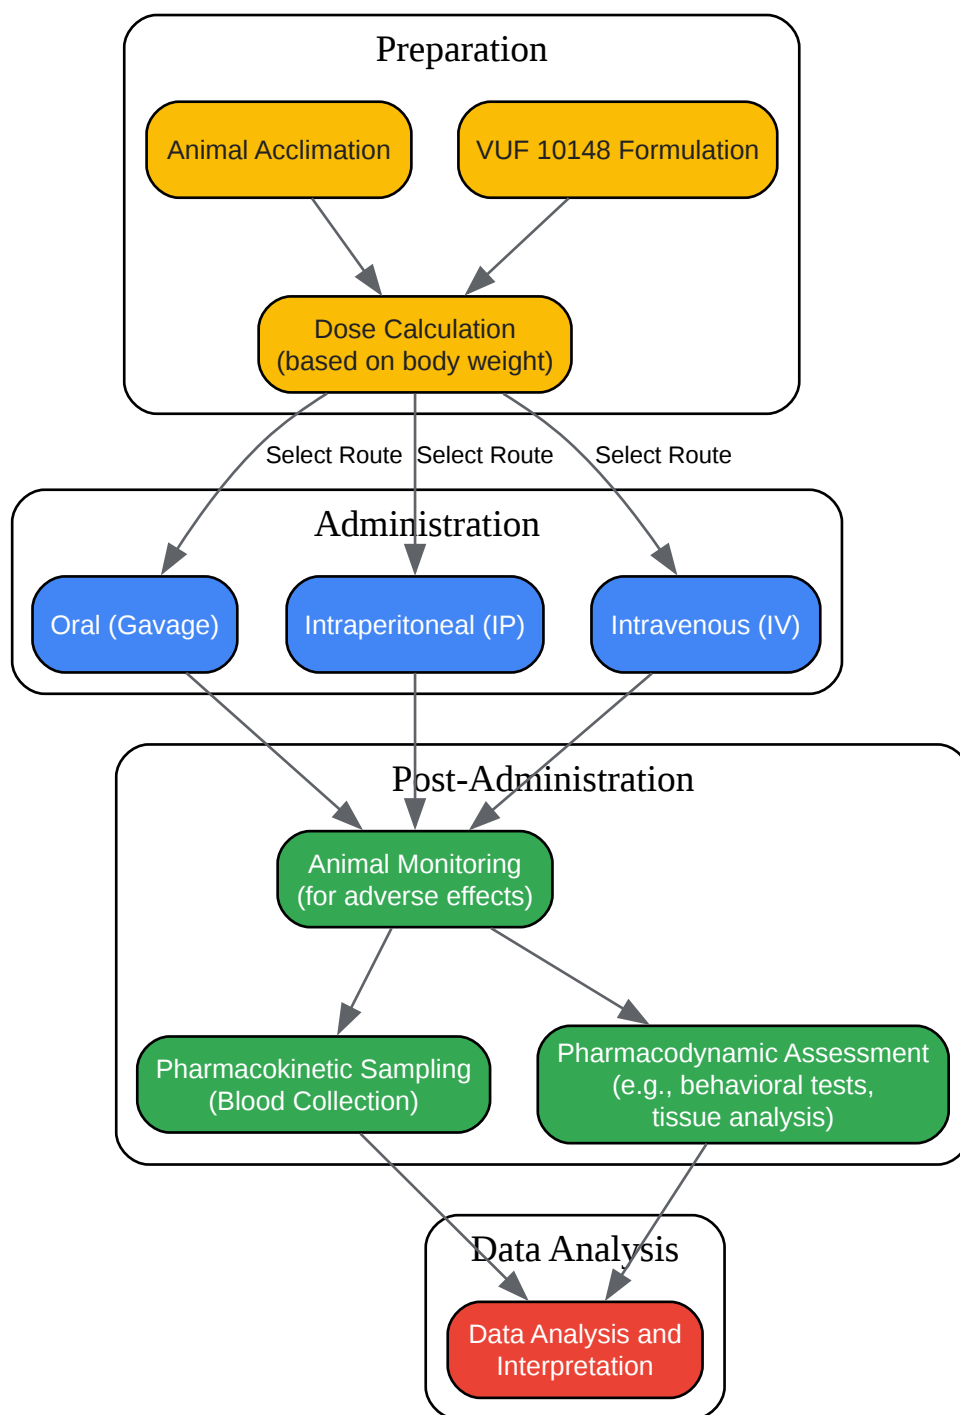 Preparation
Animal Acclimation
VUF 10148 Formulation
Dose Calculation
(based on body weight)
Select Route
Select Route
Select Route
Administration
Oral (Gavage)
Intraperitoneal (IP)
Intravenous (IV)
Post-Administration
Animal Monitoring
(for adverse effects)
Pharmacokinetic Sampling
(Blood Collection)
Pharmacodynamic Assessment
(e.g., behavioral tests,
tissue analysis)
Data Analysis
Data Analysis and
Interpretation